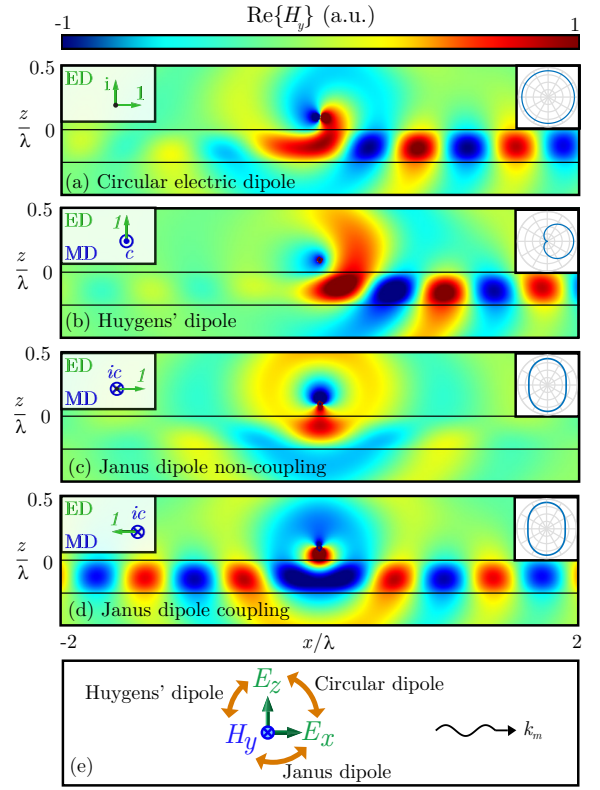 Re{H_y} (a.u.)
-1 1
0.5
z/λ
0
ED
i
1
(a) Circular electric dipole
0.5
z/λ
0
ED
1
MD
c
(b) Huygens' dipole
0.5
z/λ
0
ED
ic
MD
1
(c) Janus dipole non-coupling
0.5
z/λ
0
ED
ic
1
MD
(d) Janus dipole coupling
-2 x/λ 2
Huygens' dipole
E_z
Circular dipole
H_y
E_x
k_m
Janus dipole
(e)